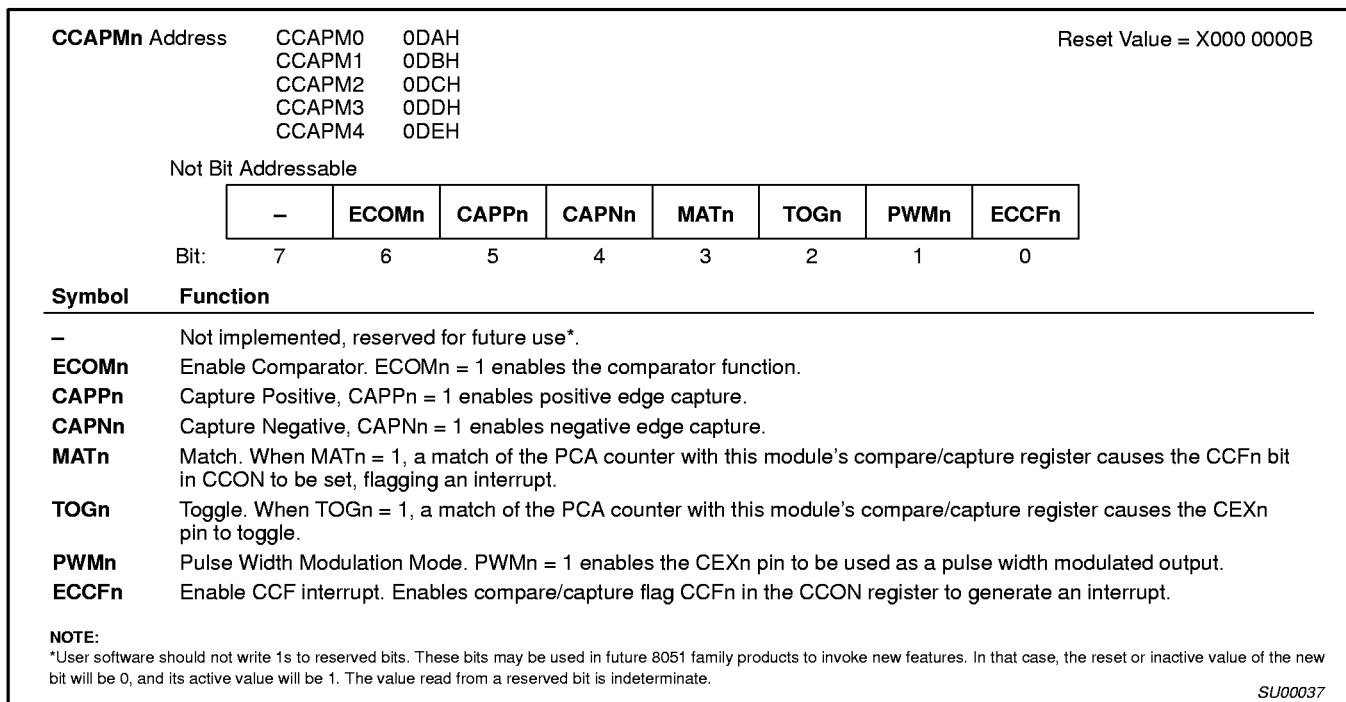 CCAPMn Address CCAPM0 0DAH Reset Value = X000 0000B
CCAPM1 0DBH
CCAPM2 0DCH
CCAPM3 0DDH
CCAPM4 0DEH
Not Bit Addressable
– ECOMn CAPPn CAPNn MATn TOGn PWMn ECCFn
Bit: 7 6 5 4 3 2 1 0
Symbol Function
– Not implemented, reserved for future use*.
ECOMn Enable Comparator. ECOMn = 1 enables the comparator function.
CAPPn Capture Positive, CAPPn = 1 enables positive edge capture.
CAPNn Capture Negative, CAPNn = 1 enables negative edge capture.
MATn Match. When MATn = 1, a match of the PCA counter with this module's compare/capture register causes the CCFn bit
in CCON to be set, flagging an interrupt.
TOGn Toggle. When TOGn = 1, a match of the PCA counter with this module's compare/capture register causes the CEXn
pin to toggle.
PWMn Pulse Width Modulation Mode. PWMn = 1 enables the CEXn pin to be used as a pulse width modulated output.
ECCFn Enable CCF interrupt. Enables compare/capture flag CCFn in the CCON register to generate an interrupt.
NOTE:
*User software should not write 1s to reserved bits. These bits may be used in future 8051 family products to invoke new features. In that case, the reset or inactive value of the new
bit will be 0, and its active value will be 1. The value read from a reserved bit is indeterminate.
SU00037